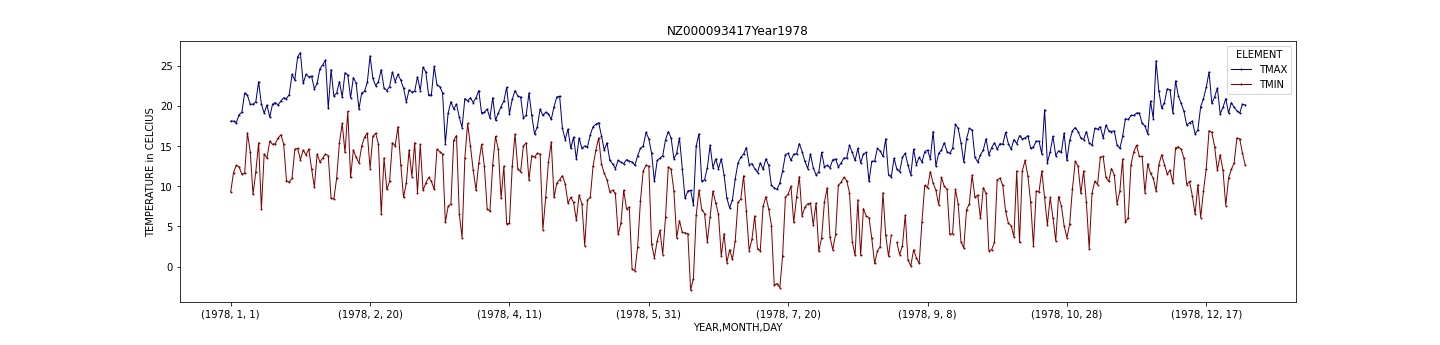 NZ000093417Year1978
ELEMENT
TMAX
TMIN
TEMPERATURE in CELCIUS
25
20
15
10
5
0
(1978, 1, 1) (1978, 2, 20) (1978, 4, 11) (1978, 5, 31) (1978, 7, 20) (1978, 9, 8) (1978, 10, 28) (1978, 12, 17)
YEAR,MONTH,DAY